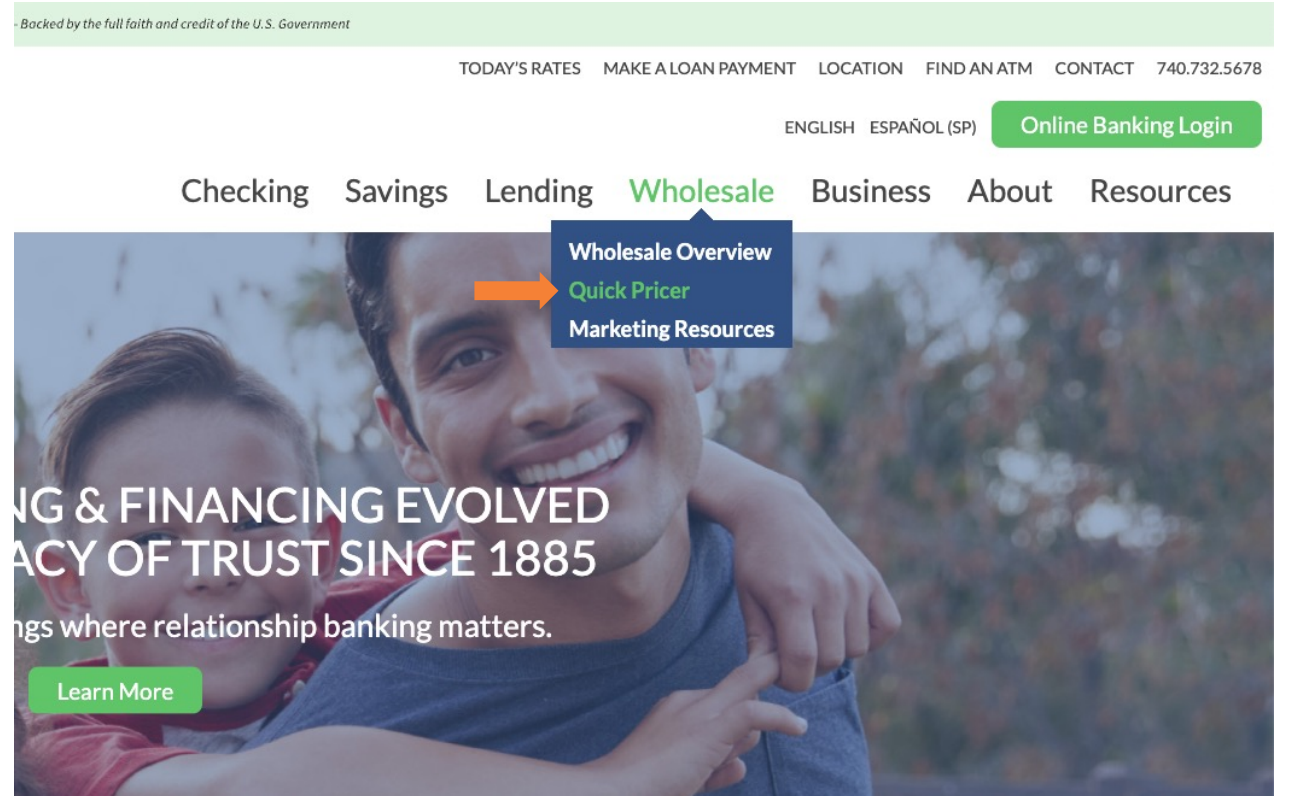 - Backed by the full faith and credit of the U.S. Government
TODAY'S RATES MAKE A LOAN PAYMENT LOCATION FIND AN ATM CONTACT 740.732.5678
ENGLISH ESPAÑOL (SP) Online Banking Login
Checking Savings Lending Wholesale Business About Resources
Wholesale Overview
Quick Pricer
Marketing Resources
NG & FINANCING EVOLVED
ACY OF TRUST SINCE 1885
ngs where relationship banking matters.
Learn More